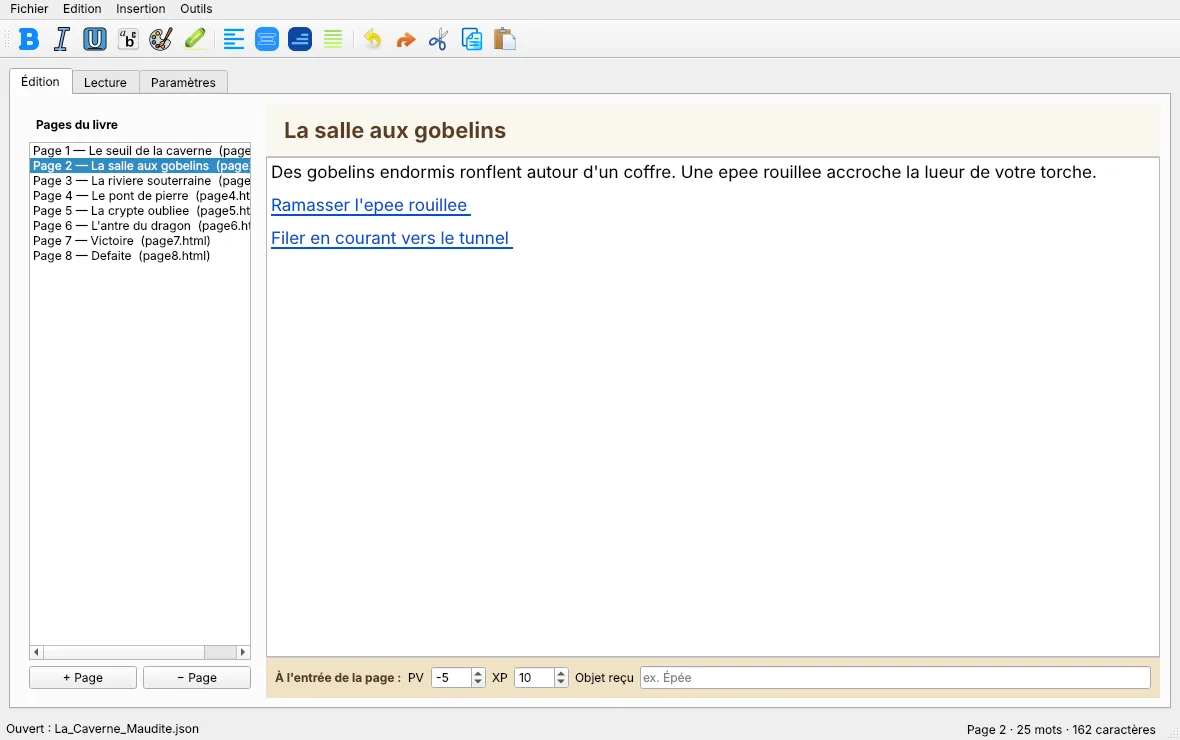 Fichier Edition Insertion Outils
Édition Lecture Paramètres
Pages du livre
Page 1 — Le seuil de la caverne (page
Page 2 — La salle aux gobelins (page
Page 3 — La riviere souterraine (page
Page 4 — Le pont de pierre (page4.ht
Page 5 — La crypte oubliee (page5.ht
Page 6 — L'antre du dragon (page6.ht
Page 7 — Victoire (page7.html)
Page 8 — Defaite (page8.html)
+ Page − Page
La salle aux gobelins
Des gobelins endormis ronflent autour d'un coffre. Une epee rouillee accroche la lueur de votre torche.
Ramasser l'epee rouillee
Filer en courant vers le tunnel
À l'entrée de la page : PV -5 XP 10 Objet reçu ex. Épée
Ouvert : La_Caverne_Maudite.json
Page 2 · 25 mots · 162 caractères